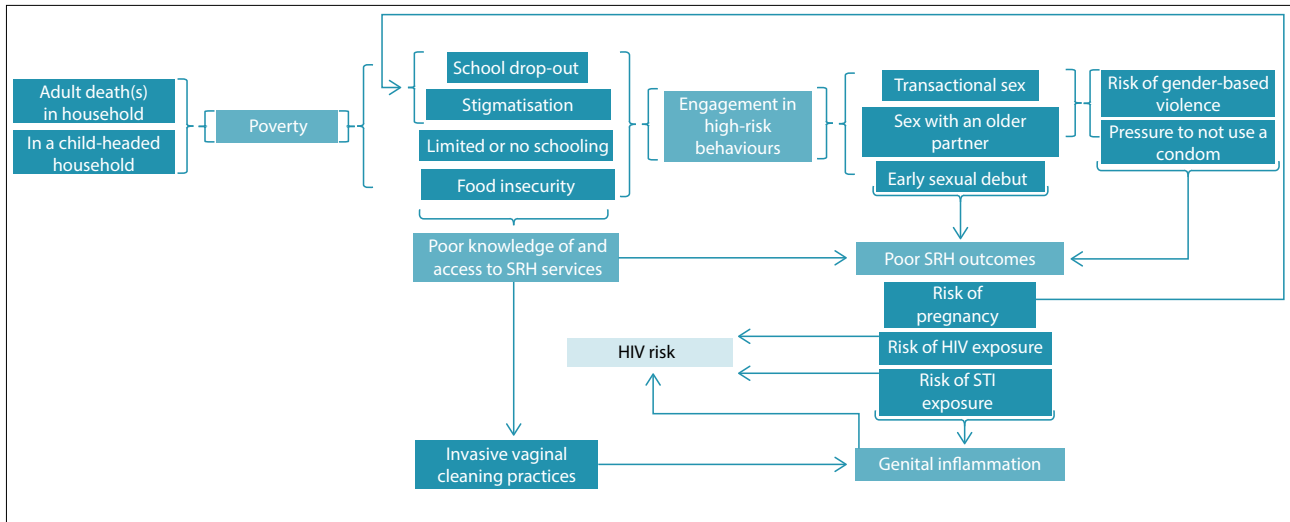 Adult death(s)
in household
In a child-headed
household
Poverty
School drop-out
Stigmatisation
Limited or no schooling
Food insecurity
Engagement in
high-risk
behaviours
Transactional sex
Sex with an older
partner
Early sexual debut
Risk of gender-based
violence
Pressure to not use a
condom
Poor knowledge of and
access to SRH services
Poor SRH outcomes
Risk of
pregnancy
Risk of HIV exposure
Risk of STI
exposure
HIV risk
Invasive vaginal
cleaning practices
Genital inflammation